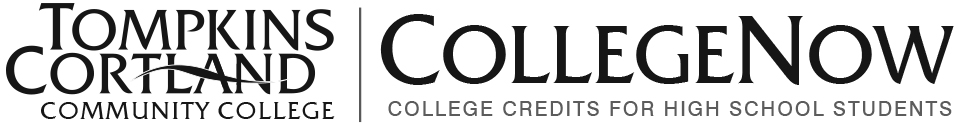 TOMPKINS
CORTLAND
COMMUNITY COLLEGE
COLLEGENOW
COLLEGE CREDITS FOR HIGH SCHOOL STUDENTS